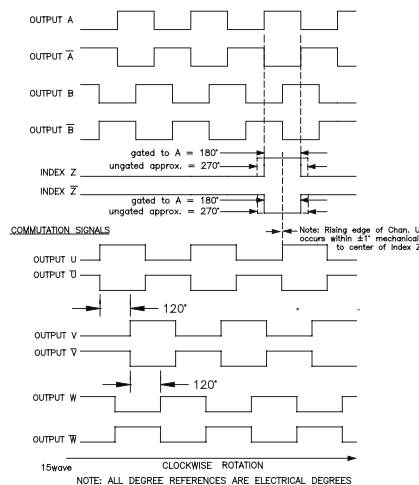 OUTPUT A
OUTPUT A̅
OUTPUT B
OUTPUT B̅
gated to A = 180°
ungated approx. = 270°
INDEX Z
INDEX Z̅
gated to A = 180°
ungated approx. = 270°
COMMUTATION SIGNALS
Note: Rising edge of Chan. U
occurs within ±1° mechanical
to center of Index Z
OUTPUT U
OUTPUT U̅
120°
OUTPUT V
OUTPUT V̅
120°
OUTPUT W
OUTPUT W̅
15wave
CLOCKWISE ROTATION
NOTE: ALL DEGREE REFERENCES ARE ELECTRICAL DEGREES